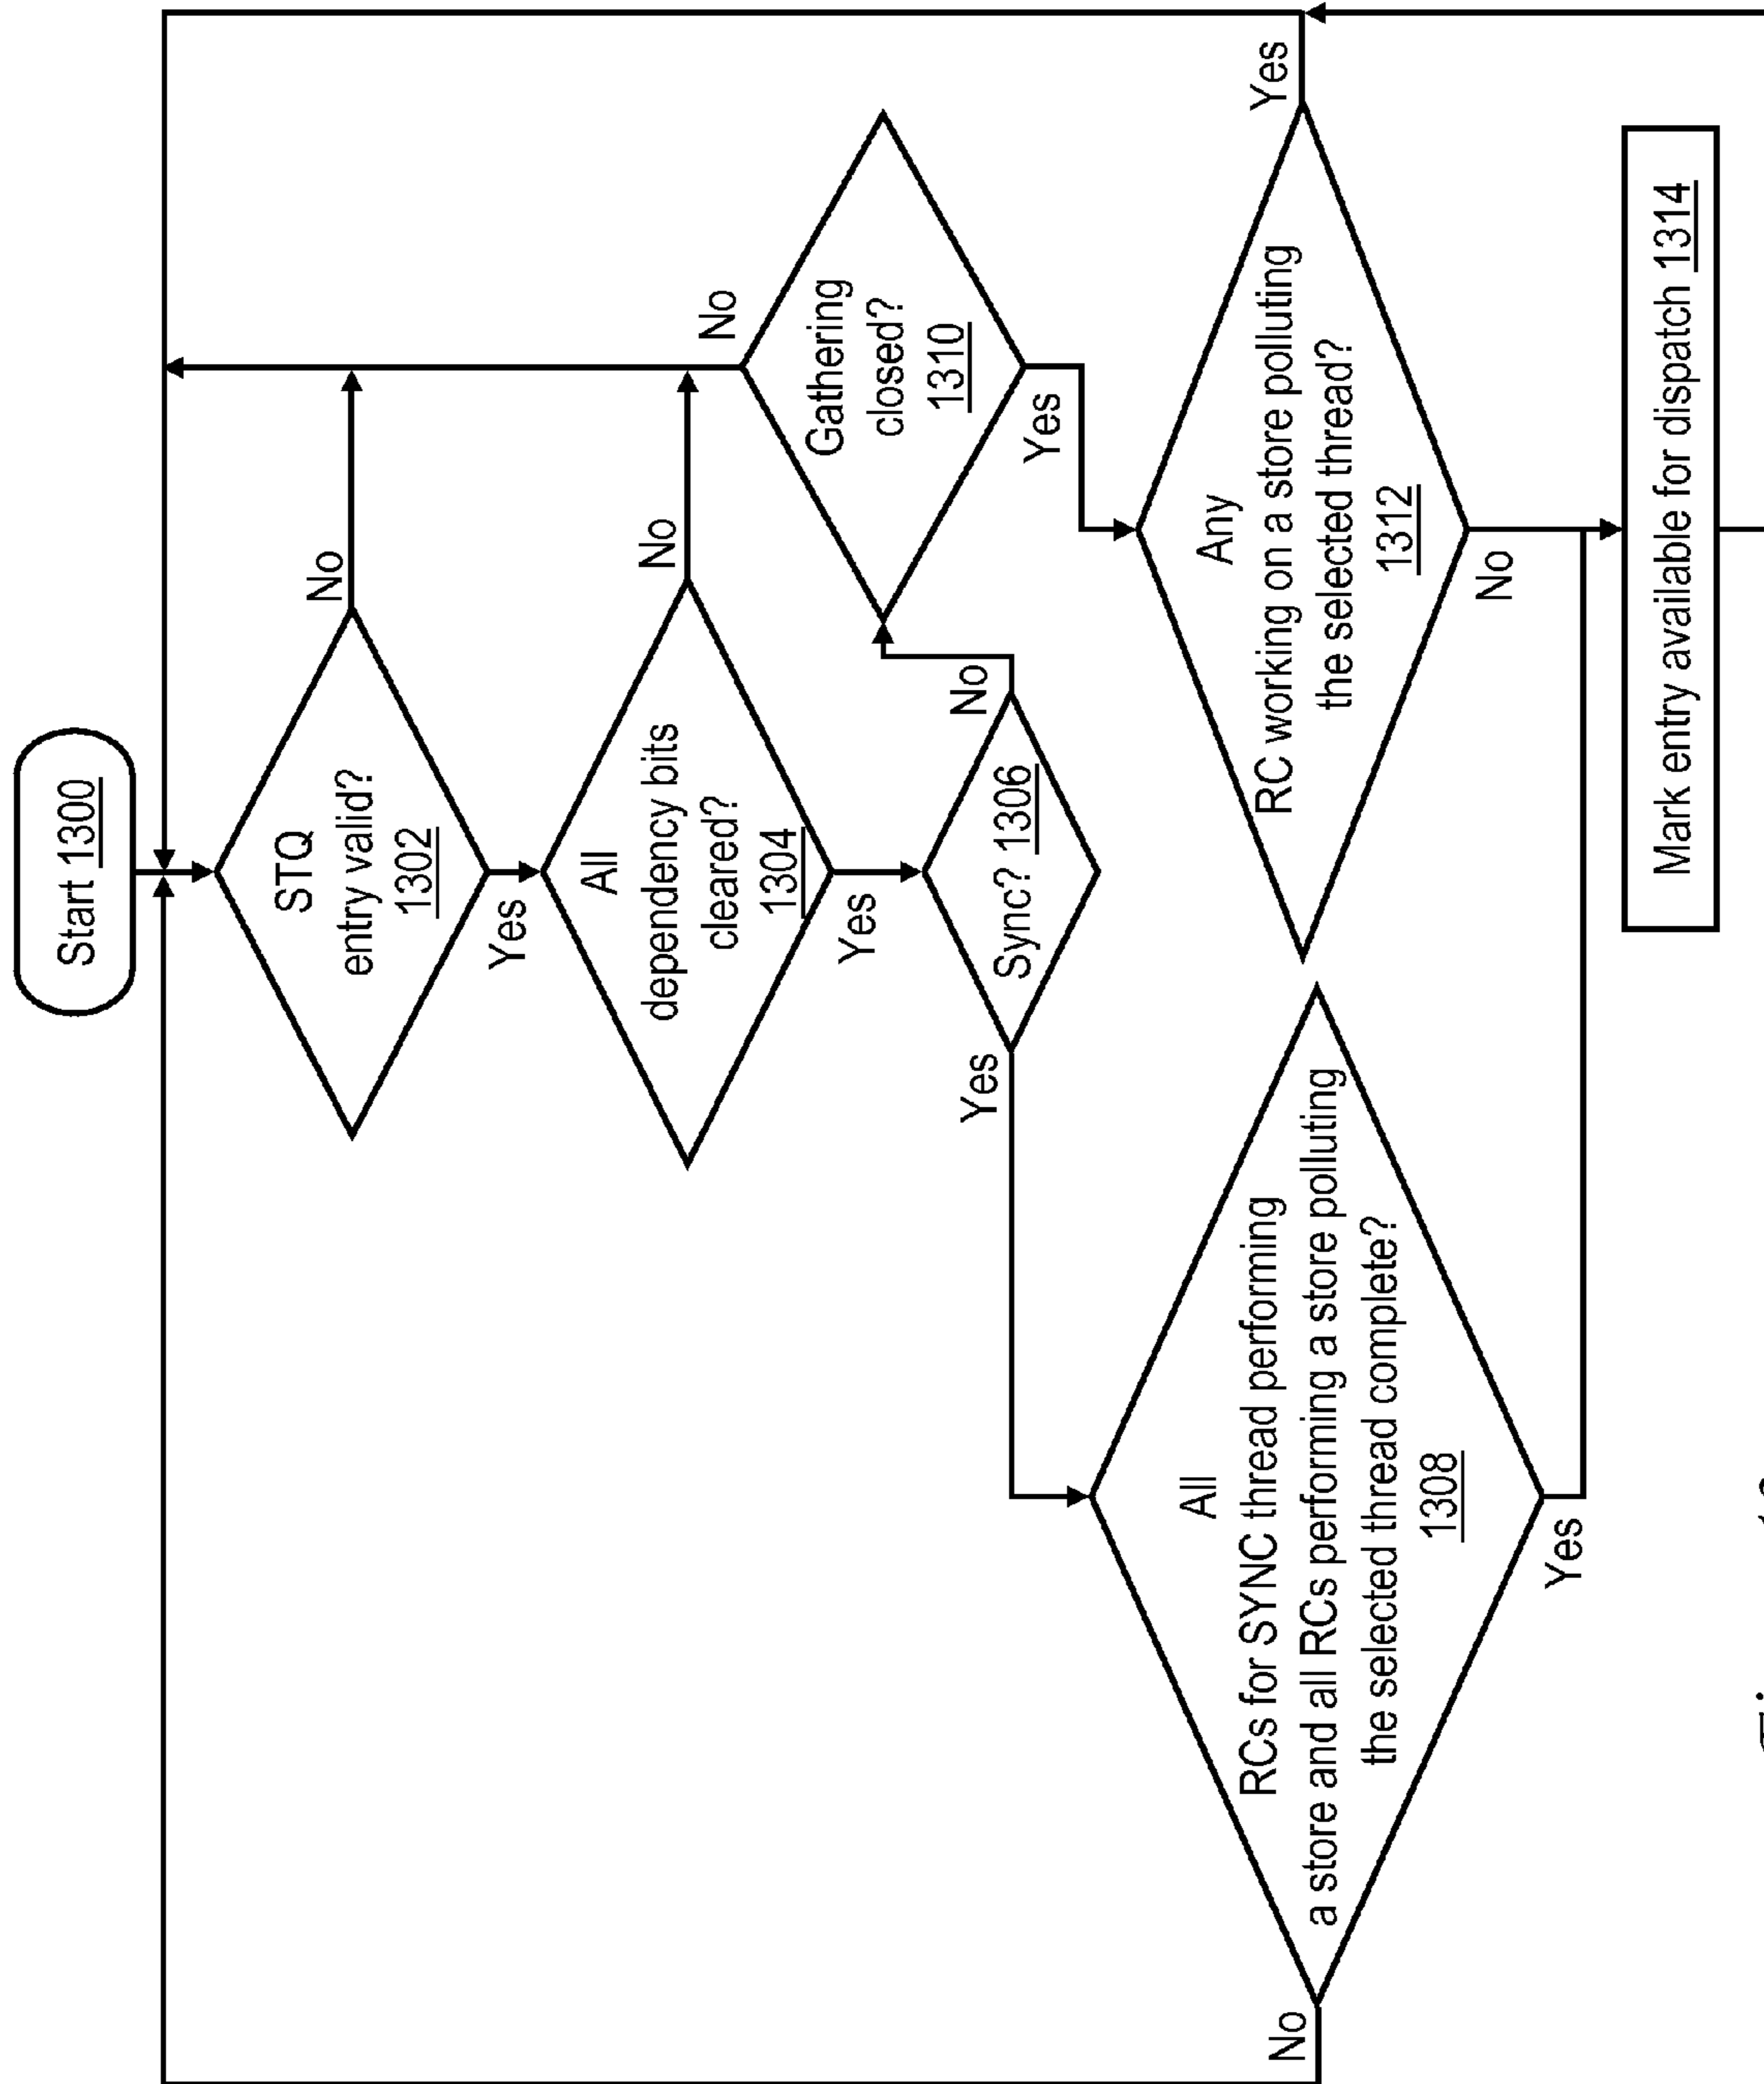 Start 1300
STQ
entry valid?
1302
No
Yes
All
dependency bits
cleared?
1304
No
Yes
Sync? 1306
Yes
No
Gathering
closed?
1310
No
Yes
All
RCs for SYNC thread performing
a store and all RCs performing a store polluting
the selected thread complete?
1308
No
Yes
Any
RC working on a store polluting
the selected thread?
1312
Yes
No
Mark entry available for dispatch 1314